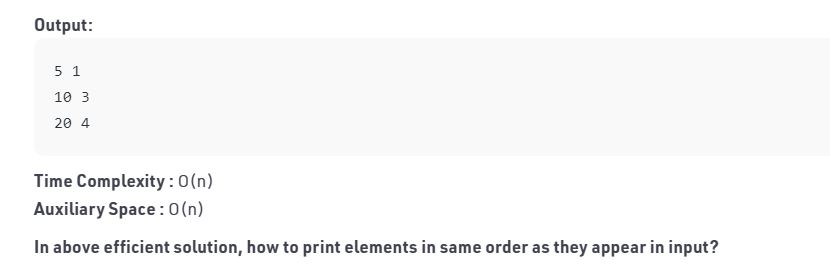 Output:
5 1
10 3
20 4
Time Complexity : O(n)
Auxiliary Space : O(n)
In above efficient solution, how to print elements in same order as they appear in input?